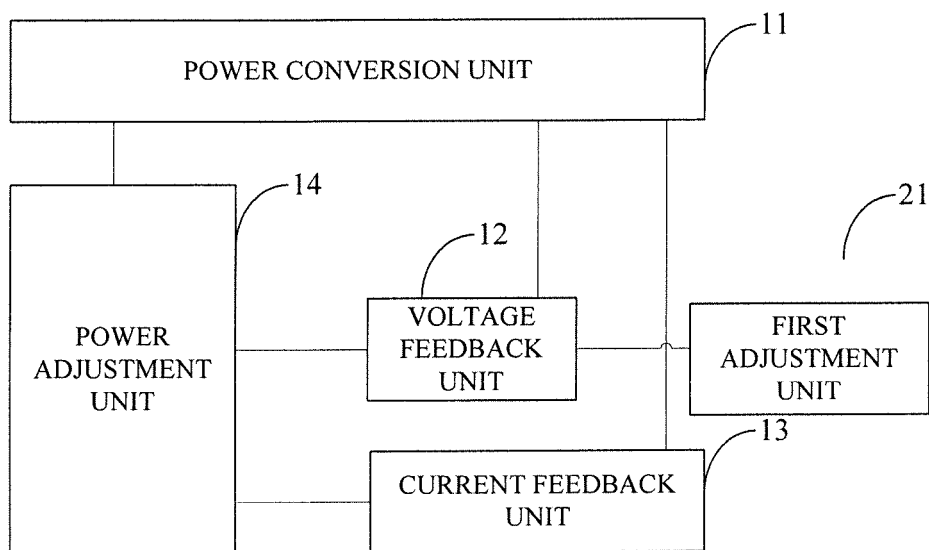 11
POWER CONVERSION UNIT
14
21
12
POWER
ADJUSTMENT
UNIT
VOLTAGE
FEEDBACK
UNIT
FIRST
ADJUSTMENT
UNIT
13
CURRENT FEEDBACK
UNIT